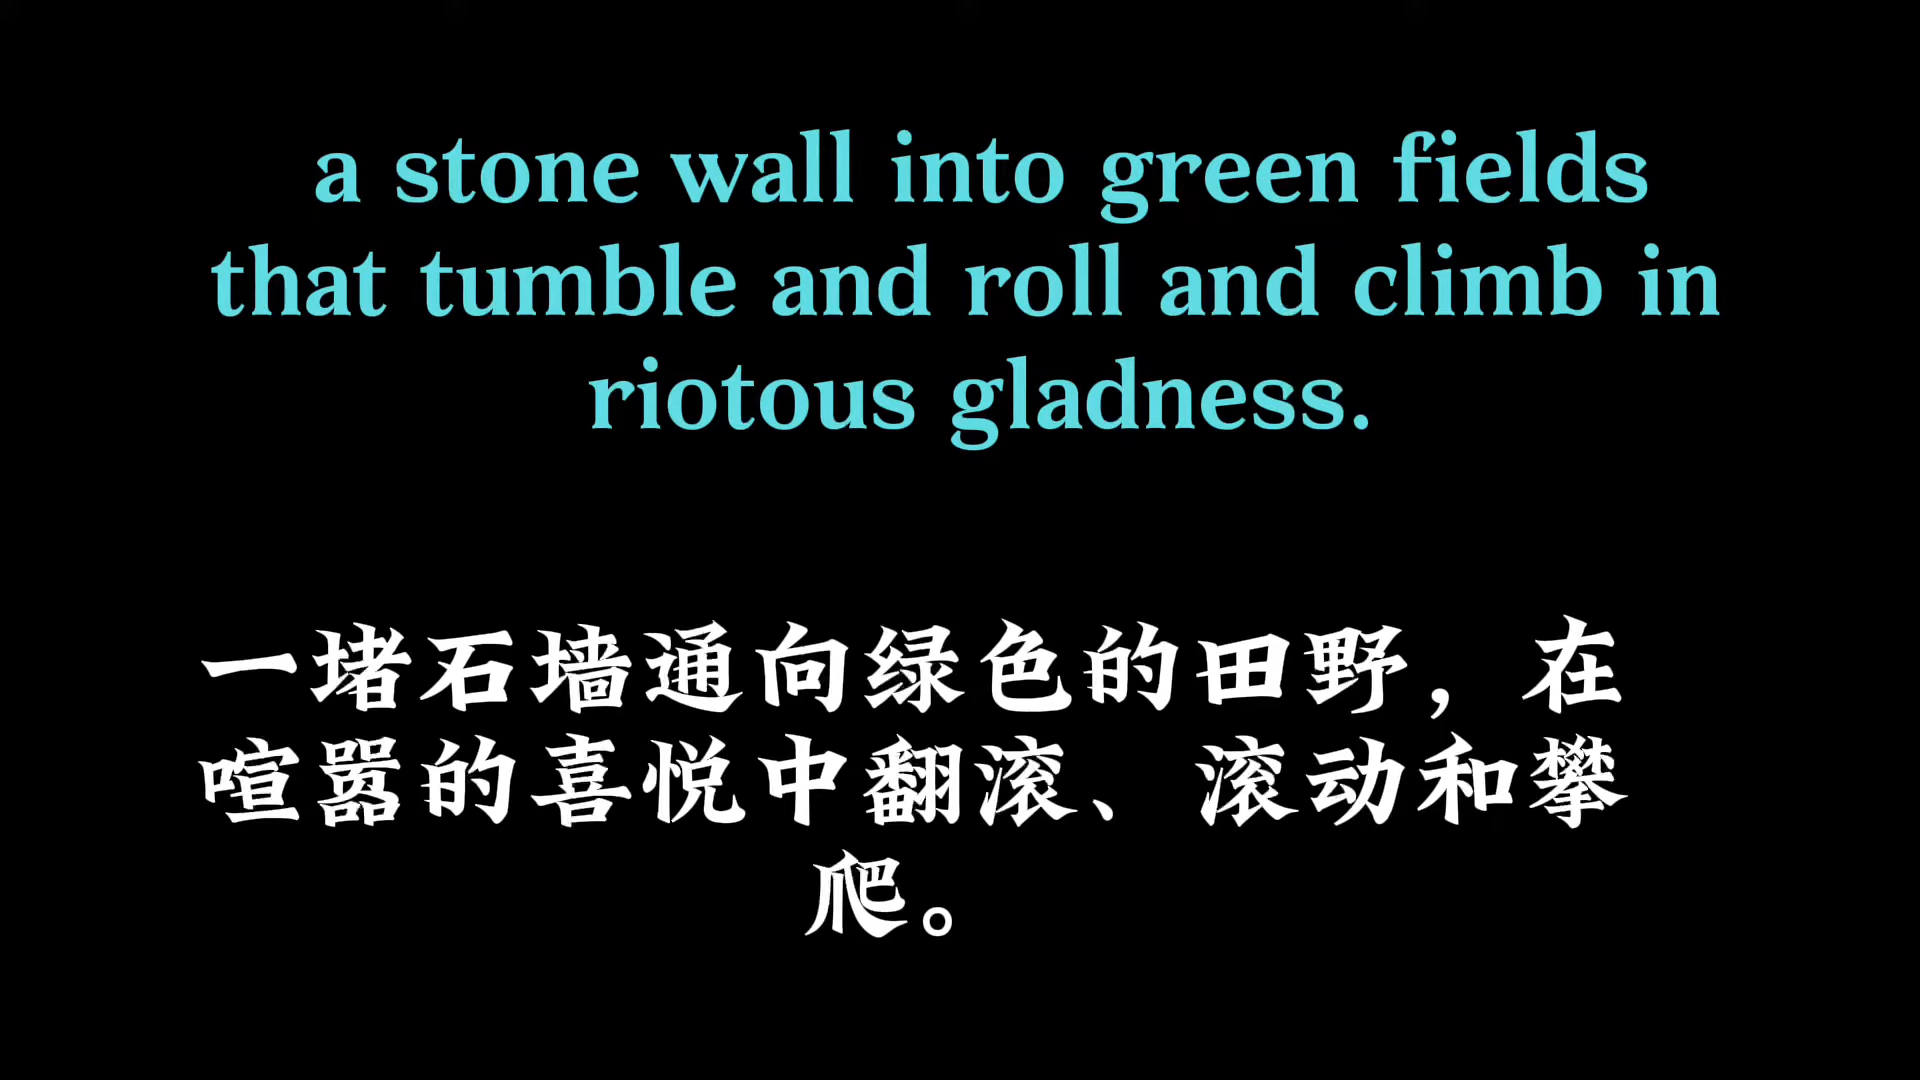 a stone wall into green fields
that tumble and roll and climb in
riotous gladness.
一堵石墙通向绿色的田野，在
喧嚣的喜悦中翻滚、滚动和攀
爬。